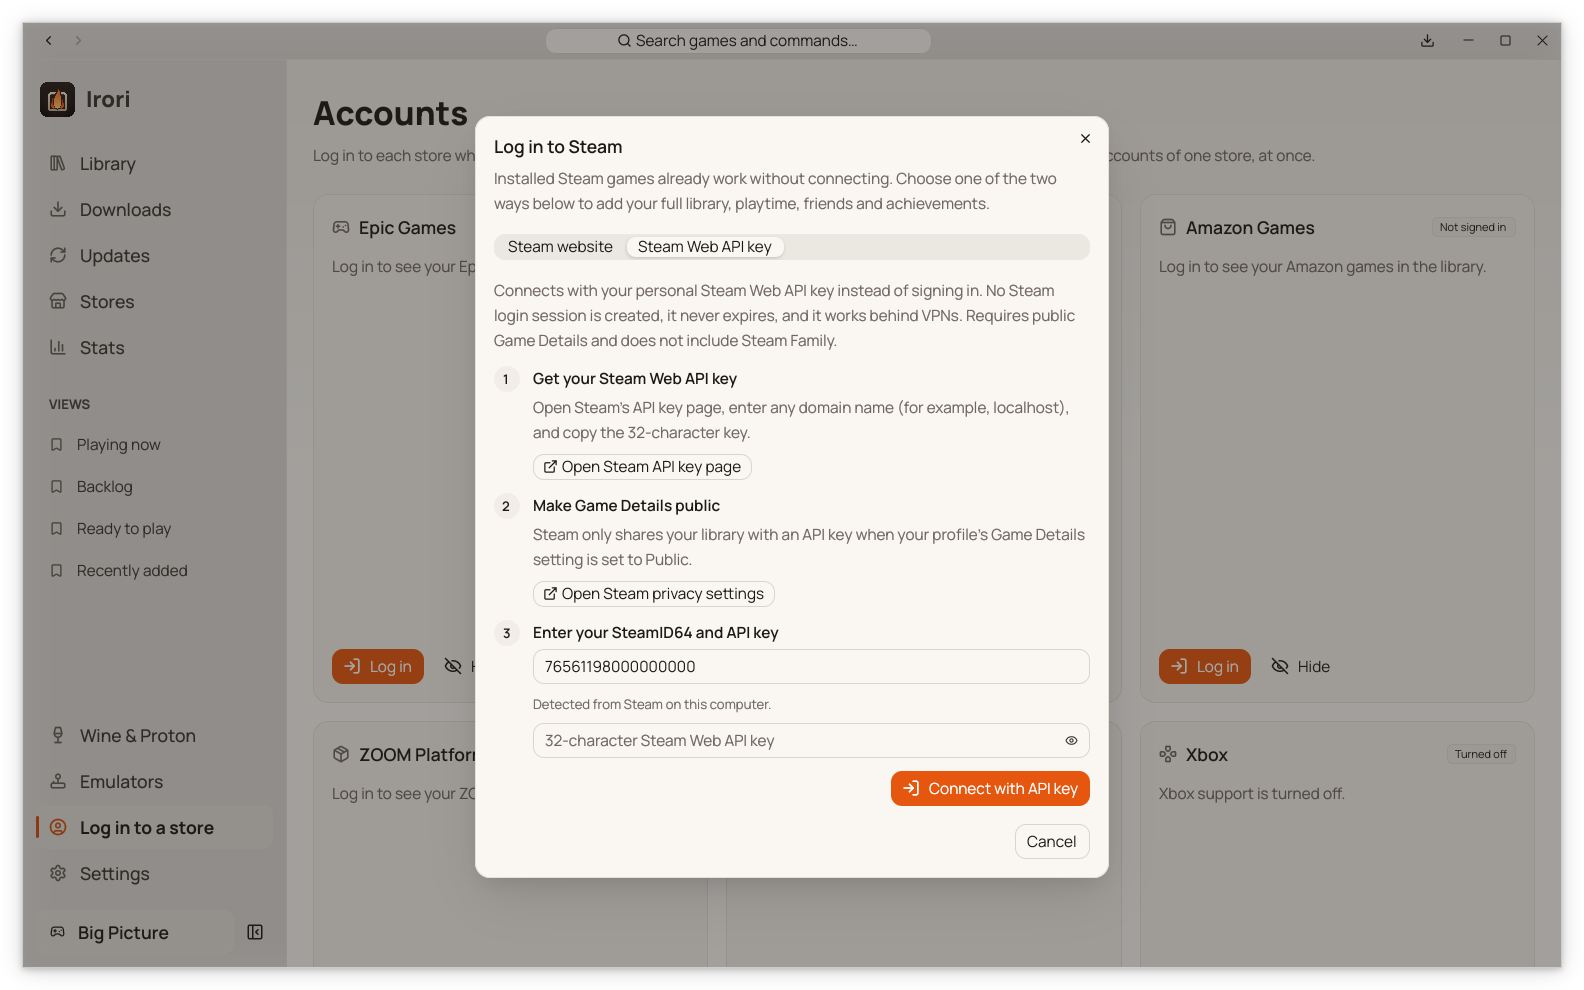 Search games and commands...
Irori
Library
Downloads
Updates
Stores
Stats
VIEWS
Playing now
Backlog
Ready to play
Recently added
Wine & Proton
Emulators
Log in to a store
Settings
Big Picture
Accounts
Log in to each store
ccounts of one store, at once.
Epic Games
Log in to see your
Log in
Amazon Games
Not signed in
Log in to see your Amazon games in the library.
Log in
Hide
ZOOM Platform
Log in to see your
Xbox
Turned off
Xbox support is turned off.
Log in to Steam
Installed Steam games already work without connecting. Choose one of the two
ways below to add your full library, playtime, friends and achievements.
Steam website
Steam Web API key
Connects with your personal Steam Web API key instead of signing in. No Steam
login session is created, it never expires, and it works behind VPNs. Requires public
Game Details and does not include Steam Family.
1 Get your Steam Web API key
Open Steam's API key page, enter any domain name (for example, localhost),
and copy the 32-character key.
Open Steam API key page
2 Make Game Details public
Steam only shares your library with an API key when your profile's Game Details
setting is set to Public.
Open Steam privacy settings
3 Enter your SteamID64 and API key
76561198000000000
Detected from Steam on this computer.
32-character Steam Web API key
Connect with API key
Cancel